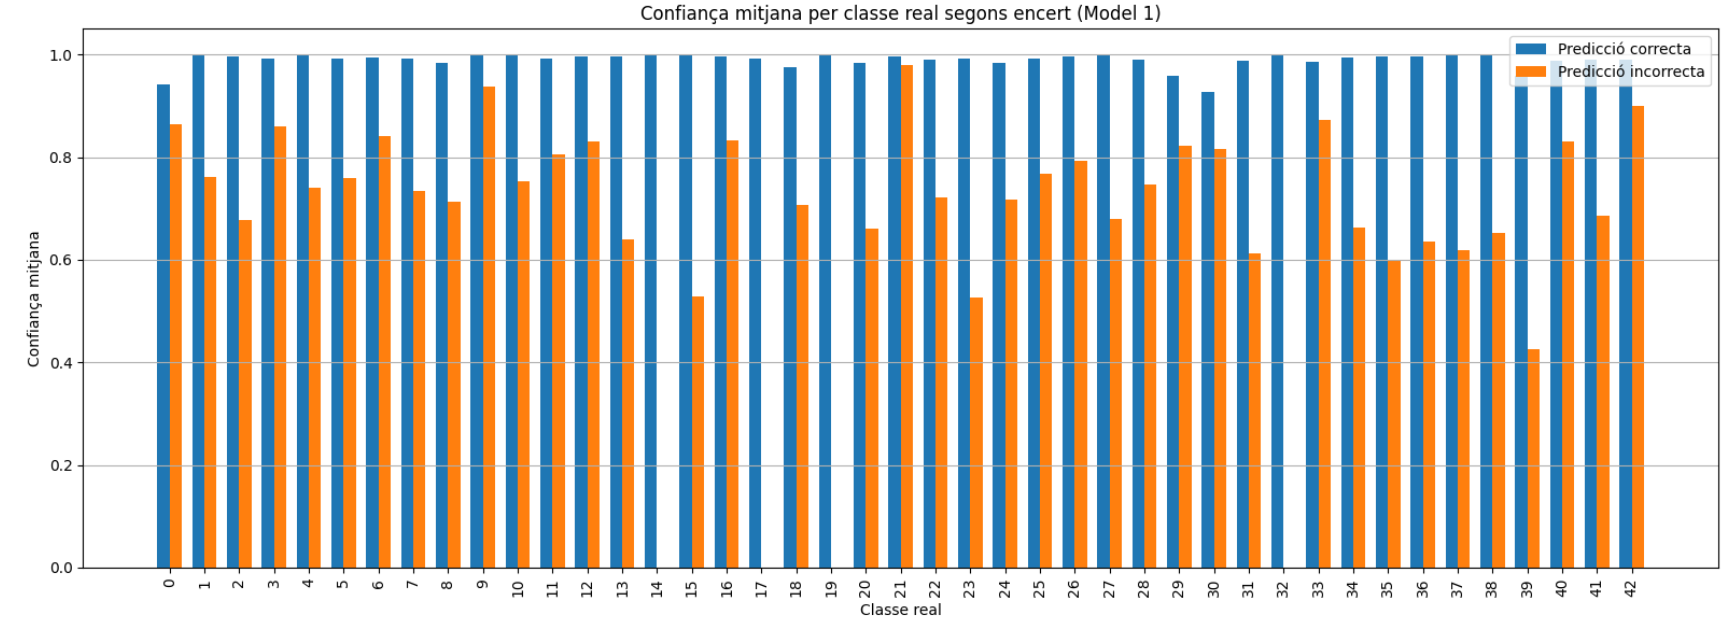 Confiança mitjana per classe real segons encert (Model 1)
Predicció correcta
Predicció incorrecta
Confiança mitjana
1.0
0.8
0.6
0.4
0.2
0.0
0 1 2 3 4 5 6 7 8 9 10 11 12 13 14 15 16 17 18 19 20 21 22 23 24 25 26 27 28 29 30 31 32 33 34 35 36 37 38 39 40 41 42
Classe real